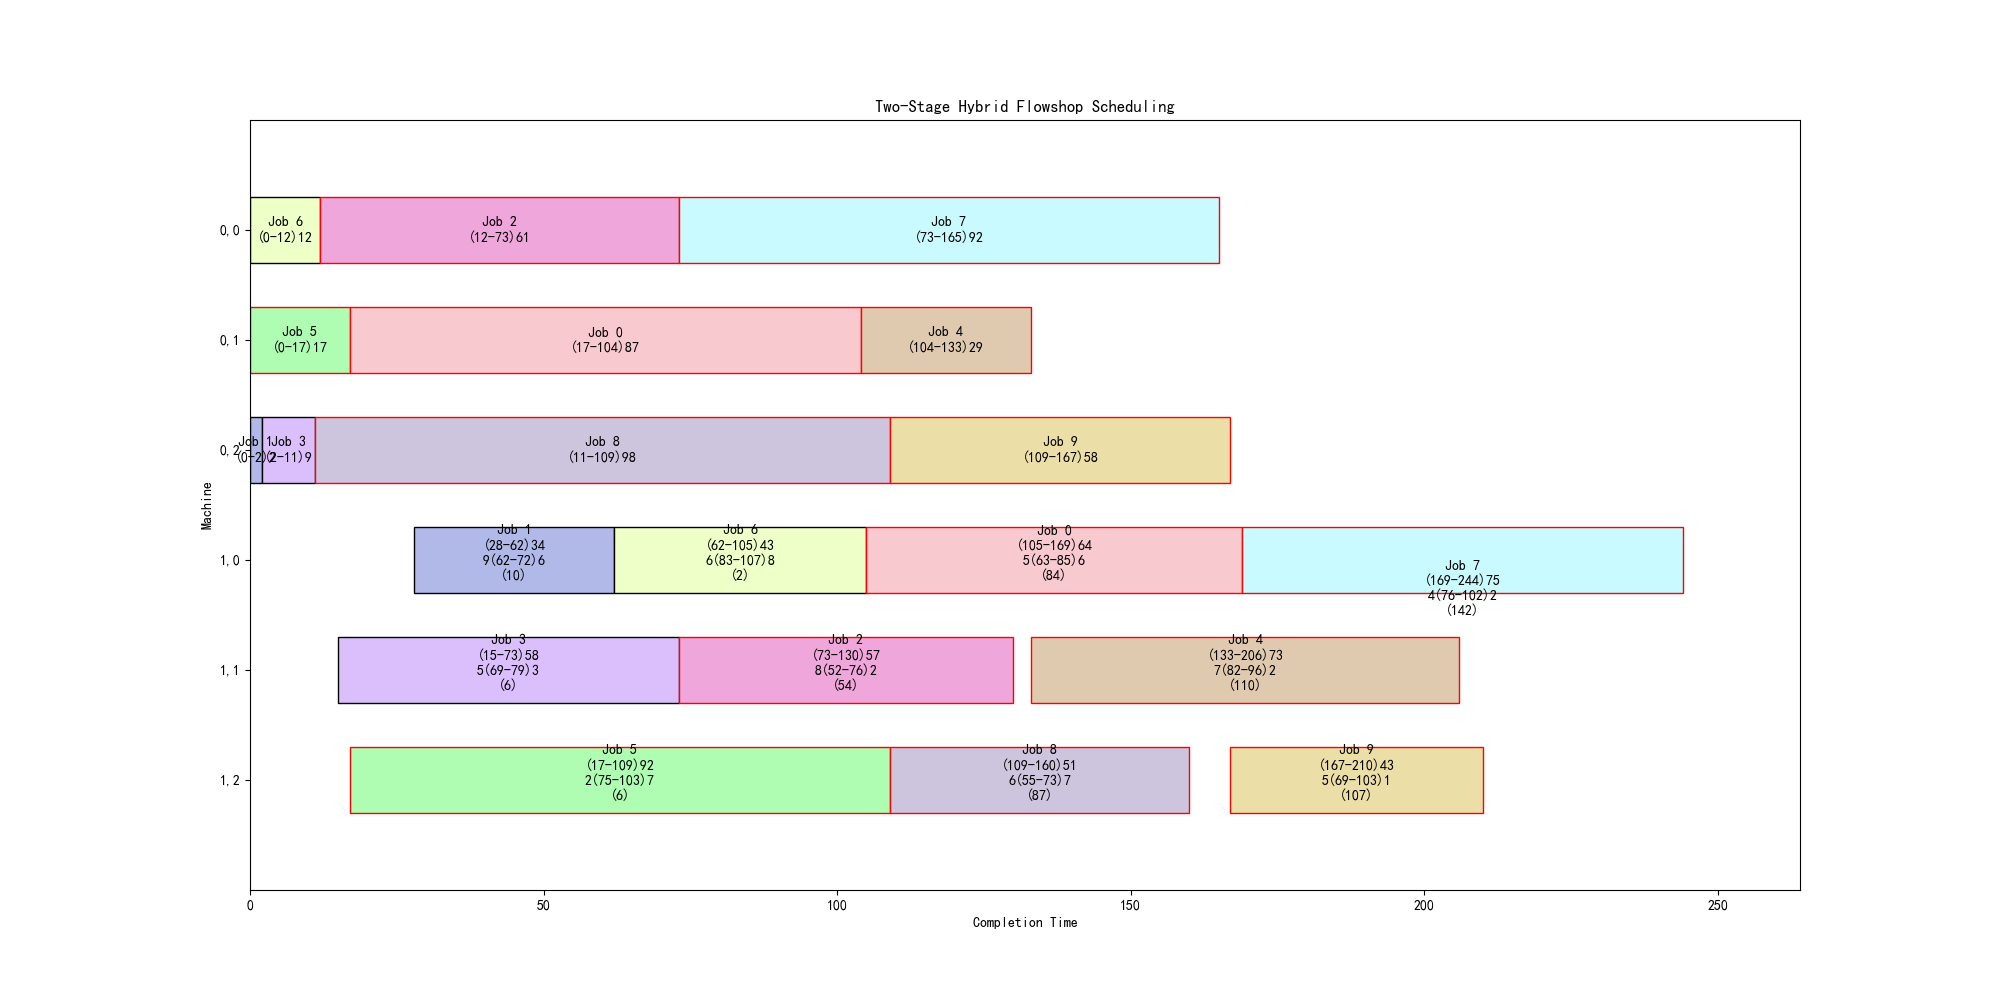 Two-Stage Hybrid Flowshop Scheduling
Machine
0,0
Job 6
(0-12)12
Job 2
(12-73)61
Job 7
(73-165)92
0,1
Job 5
(0-17)17
Job 0
(17-104)87
Job 4
(104-133)29
0,2
Job 1
(0-2)2
Job 3
(2-11)9
Job 8
(11-109)98
Job 9
(109-167)58
1,0
Job 1
(28-62)34
9(62-72)6
(10)
Job 6
(62-105)43
6(83-107)8
(2)
Job 0
(105-169)64
5(63-85)6
(84)
Job 7
(169-244)75
4(76-102)2
(142)
1,1
Job 3
(15-73)58
5(69-79)3
(6)
Job 2
(73-130)57
8(52-76)2
(54)
Job 4
(133-206)73
7(82-96)2
(110)
1,2
Job 5
(17-109)92
2(75-103)7
(6)
Job 8
(109-160)51
6(55-73)7
(87)
Job 9
(167-210)43
5(69-103)1
(107)
0 50 100 150 200 250
Completion Time